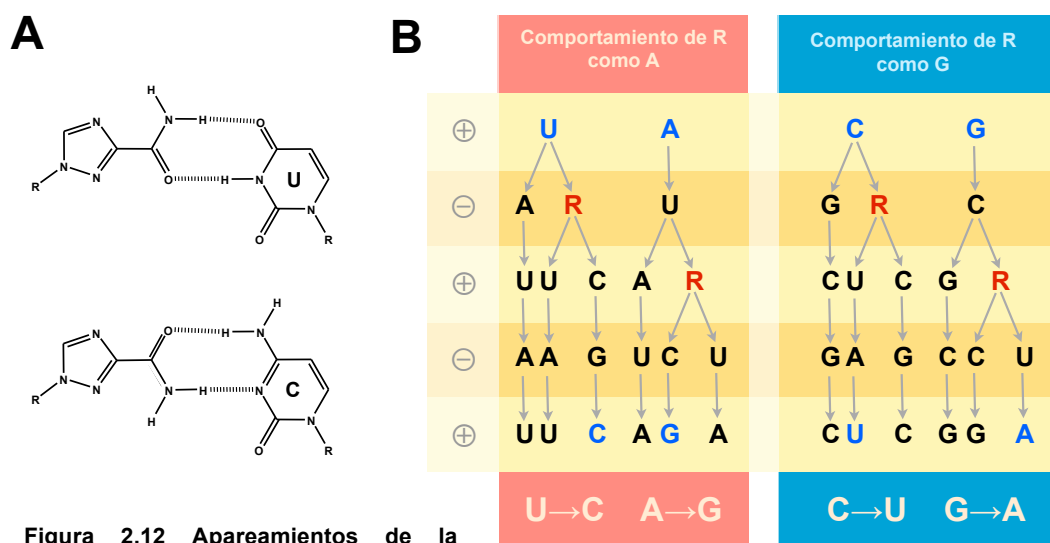 A
H
N
N
H
O
N
N
O
U
H
N
R
N
O
R
H
O
H
N
N
N
N
C
N
H
N
R
H
O
N
R
Figura 2.12 Apareamientos de la
B
Comportamiento de R
como A
Comportamiento de R
como G
⊕ U A C G
⊖ A R U G R C
⊕ U U C A R C U C G R
⊖ A A G U C U G A G C C U
⊕ U U C A G A C U C G G A
U→C A→G C→U G→A